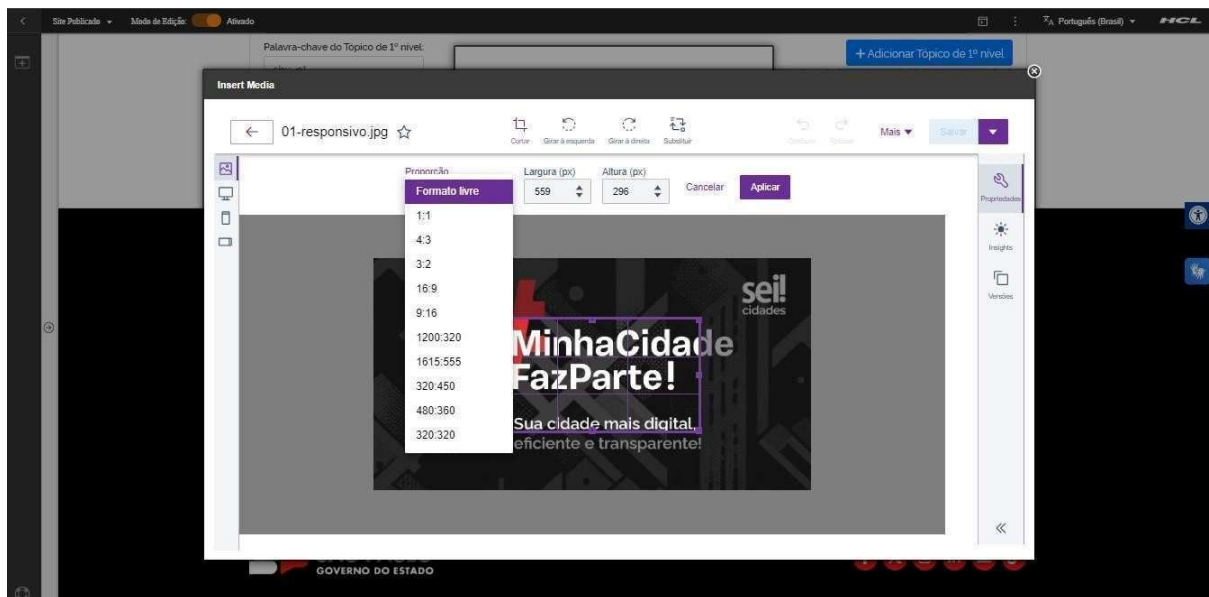 Site Publicado
Modo de Edição: Ativado
Português (Brasil)
HCL
Palavra-chave do Tópico de 1º nível:
+ Adicionar Tópico de 1º nível
Insert Media
01-responsivo.jpg
Cortar
Girar à esquerda
Girar à direita
Substituir
Mais
Salvar
Proporção
Formato livre
1:1
4:3
3:2
16:9
9:16
1200:320
1615:555
320:450
480:360
320:320
Largura (px)
559
Altura (px)
296
Cancelar
Aplicar
Propriedades
Insights
Versões
sei!
cidades
MinhaCidade
FazParte!
Sua cidade mais digital,
eficiente e transparente!
GOVERNO DO ESTADO